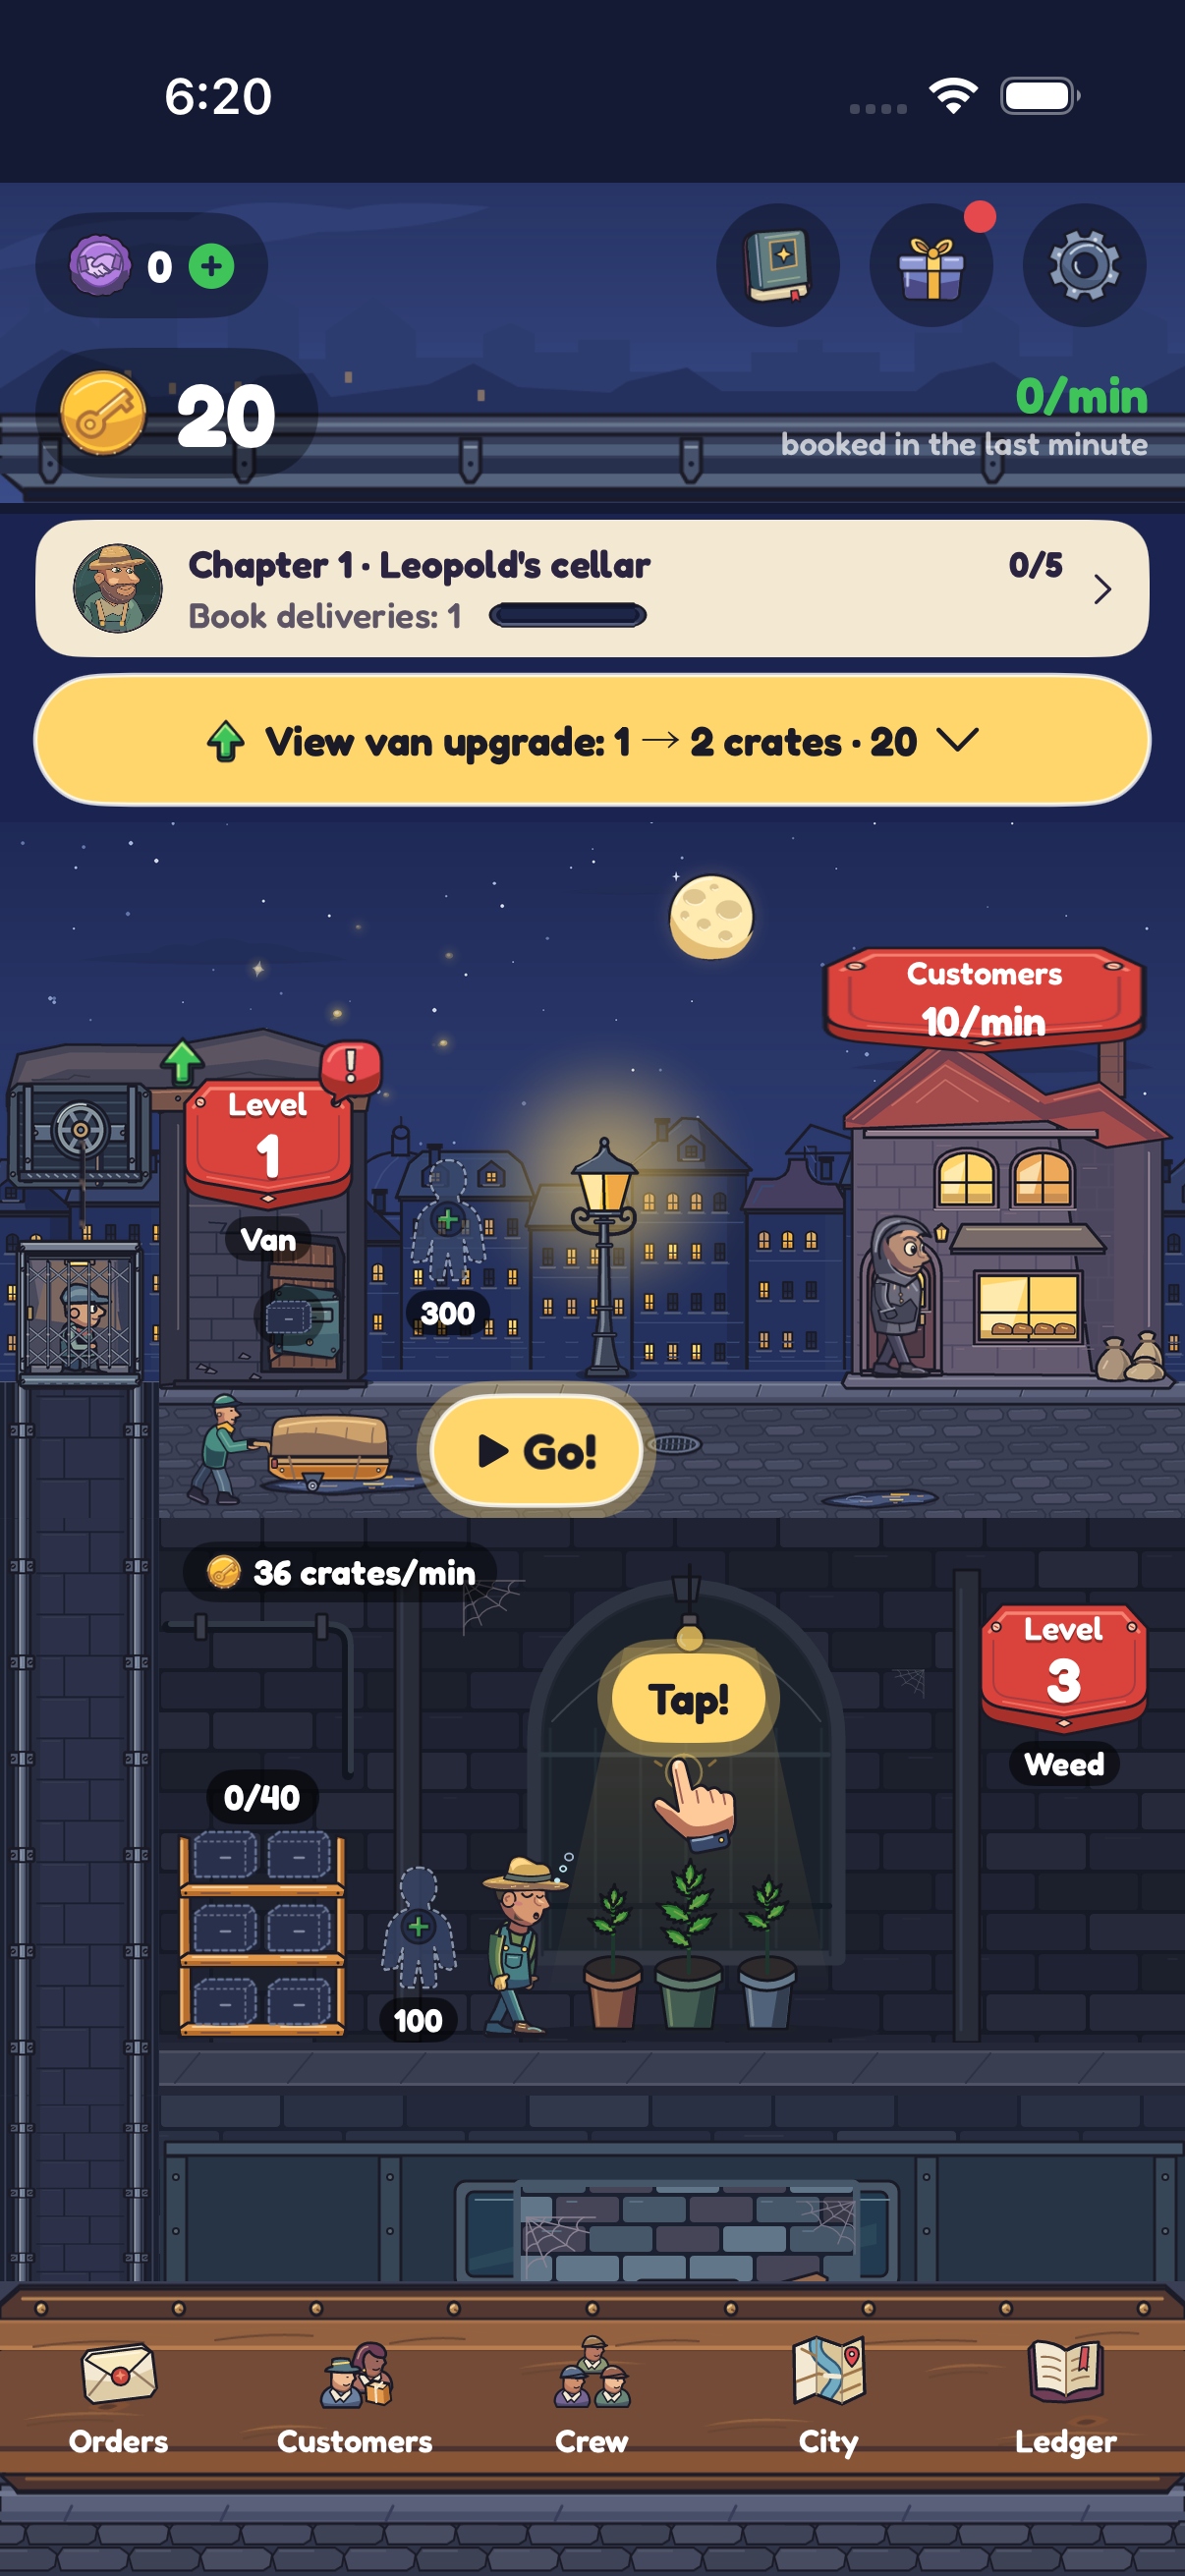 6:20
0
20
0/min
booked in the last minute
Chapter 1 · Leopold's cellar
0/5
Book deliveries: 1
View van upgrade: 1 → 2 crates · 20
Customers
10/min
Level
1
Van
300
Go!
36 crates/min
Tap!
Level
3
Weed
0/40
100
Orders
Customers
Crew
City
Ledger